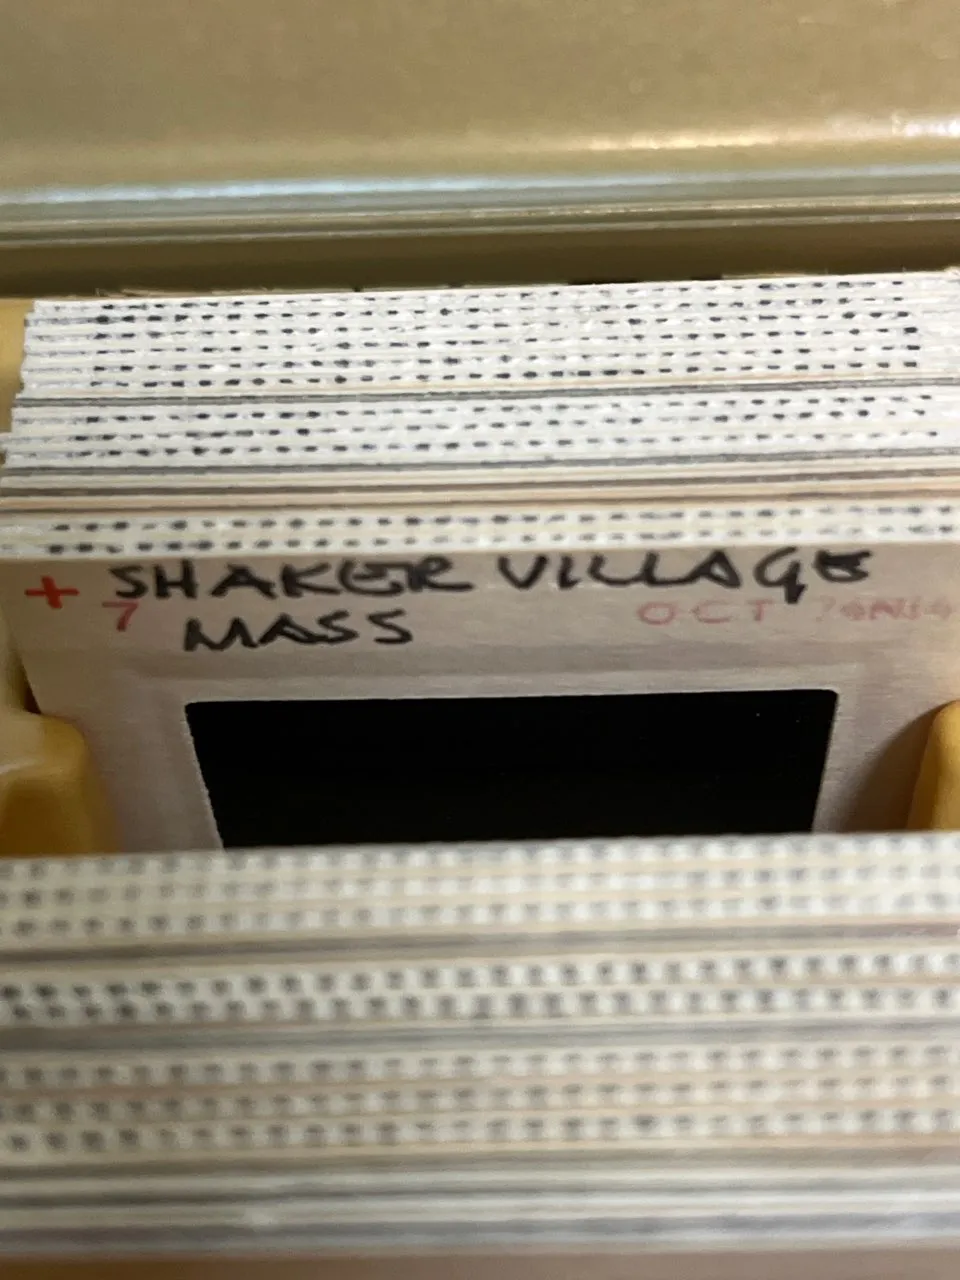 + SHAKER VILLAGE
7 MASS OCT